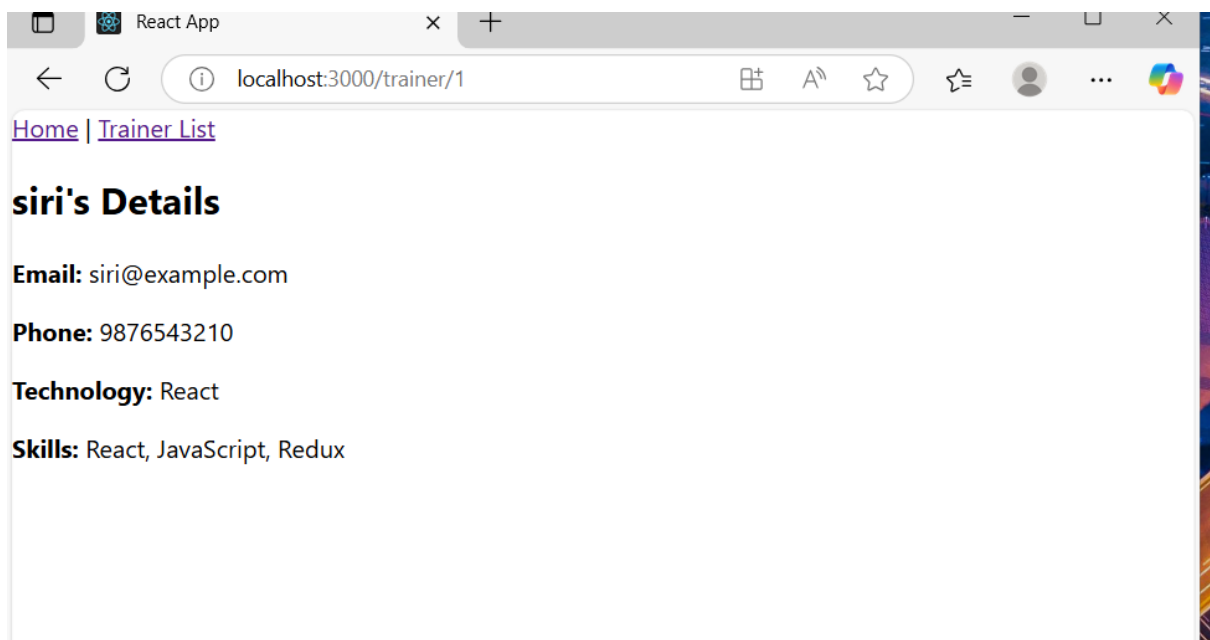 React App
localhost:3000/trainer/1
Home | Trainer List
siri's Details
Email: siri@example.com
Phone: 9876543210
Technology: React
Skills: React, JavaScript, Redux